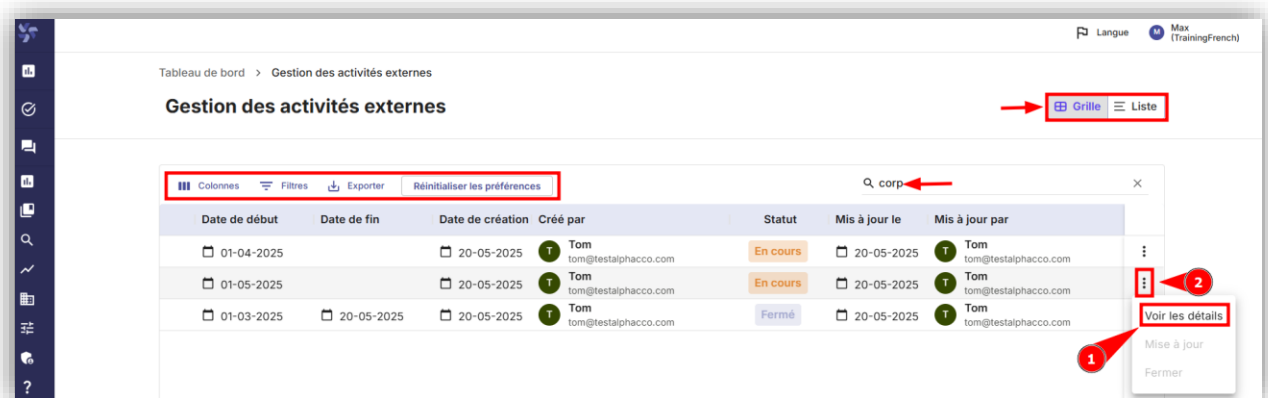 Langue
M
Max
(TrainingFrench)
Tableau de bord > Gestion des activités externes
Gestion des activités externes
Grille
Liste
Colonnes
Filtres
Exporter
Réinitialiser les préférences
corp
Date de début
Date de fin
Date de création
Créé par
Statut
Mis à jour le
Mis à jour par
01-04-2025
20-05-2025
T
Tom
tom@testalphacco.com
En cours
20-05-2025
T
Tom
tom@testalphacco.com
01-05-2025
20-05-2025
T
Tom
tom@testalphacco.com
En cours
20-05-2025
T
Tom
tom@testalphacco.com
2
01-03-2025
20-05-2025
20-05-2025
T
Tom
tom@testalphacco.com
Fermé
20-05-2025
T
Tom
tom@testalphacco.com
Voir les détails
1
Mise à jour
Fermer
?